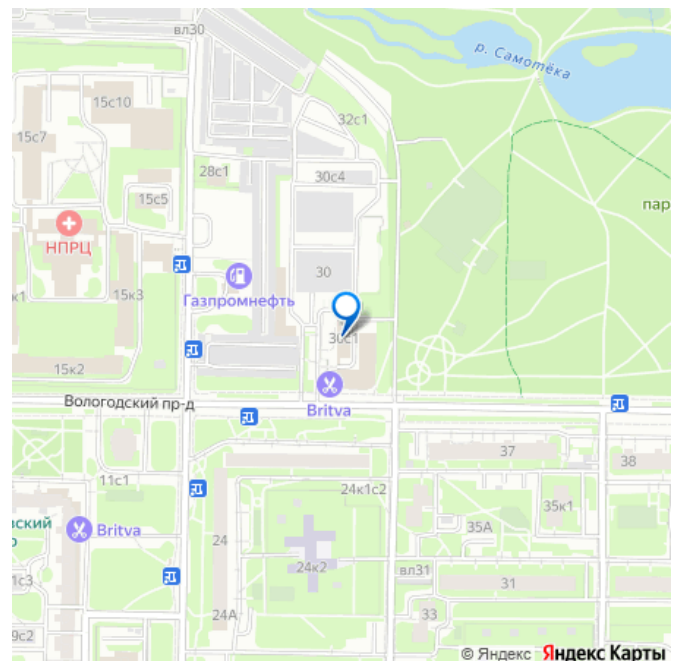 вл30
р. Самотёка
15с10
32с1
15с7
28с1
30с4
15с5
пар
НПРЦ
30
15к3
к1
Газпромнефть
30с1
15к2
Вологодский пр-д
Britva
37
38
11с1
24к1с2
35к1
вский
о
Britva
35А
24
24к2
вл31
1с3
31
24А
33
9с2
© Яндекс Яндекс Карты